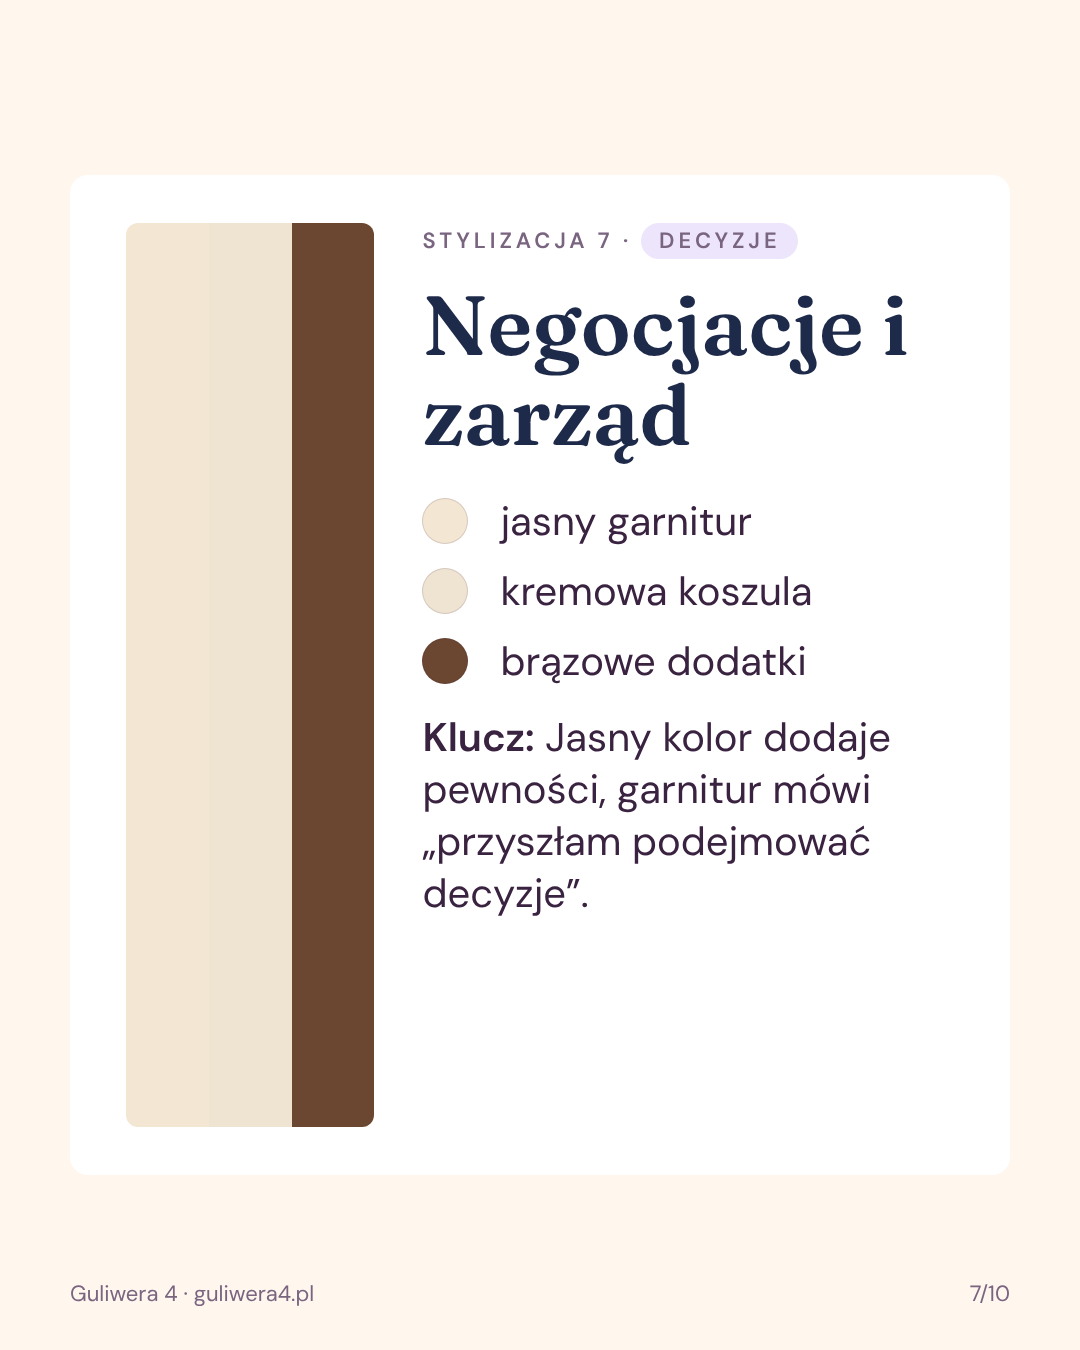 STYLIZACJA 7 · DECYZJE
Negocjacje i
zarząd
jasny garnitur
kremowa koszula
brązowe dodatki
Klucz: Jasny kolor dodaje
pewności, garnitur mówi
„przyszłam podejmować
decyzje”.
Guliwera 4 · guliwera4.pl
7/10